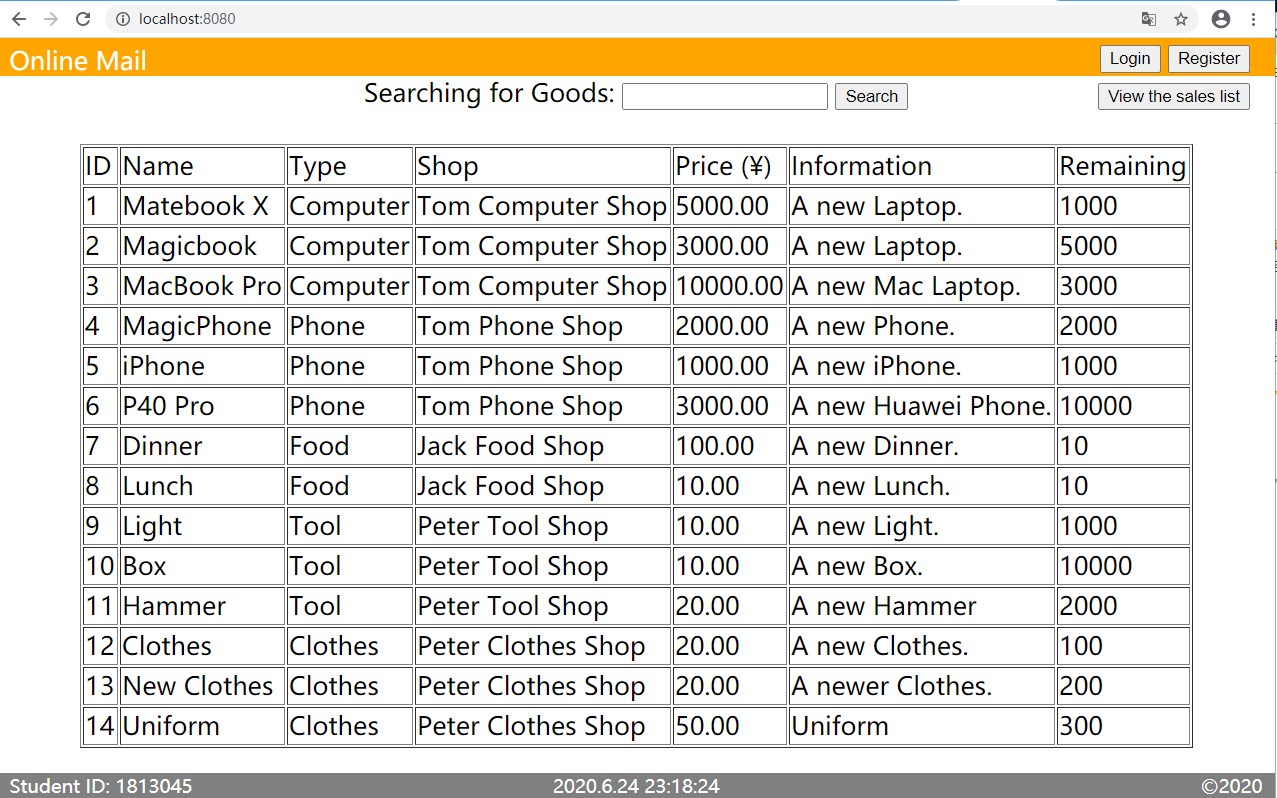 localhost:8080
Online Mail Login Register
Searching for Goods: Search View the sales list
ID Name Type Shop Price (¥) Information Remaining
1 Matebook X Computer Tom Computer Shop 5000.00 A new Laptop. 1000
2 Magicbook Computer Tom Computer Shop 3000.00 A new Laptop. 5000
3 MacBook Pro Computer Tom Computer Shop 10000.00 A new Mac Laptop. 3000
4 MagicPhone Phone Tom Phone Shop 2000.00 A new Phone. 2000
5 iPhone Phone Tom Phone Shop 1000.00 A new iPhone. 1000
6 P40 Pro Phone Tom Phone Shop 3000.00 A new Huawei Phone. 10000
7 Dinner Food Jack Food Shop 100.00 A new Dinner. 10
8 Lunch Food Jack Food Shop 10.00 A new Lunch. 10
9 Light Tool Peter Tool Shop 10.00 A new Light. 1000
10 Box Tool Peter Tool Shop 10.00 A new Box. 10000
11 Hammer Tool Peter Tool Shop 20.00 A new Hammer 2000
12 Clothes Clothes Peter Clothes Shop 20.00 A new Clothes. 100
13 New Clothes Clothes Peter Clothes Shop 20.00 A newer Clothes. 200
14 Uniform Clothes Peter Clothes Shop 50.00 Uniform 300
Student ID: 1813045 2020.6.24 23:18:24 ©2020